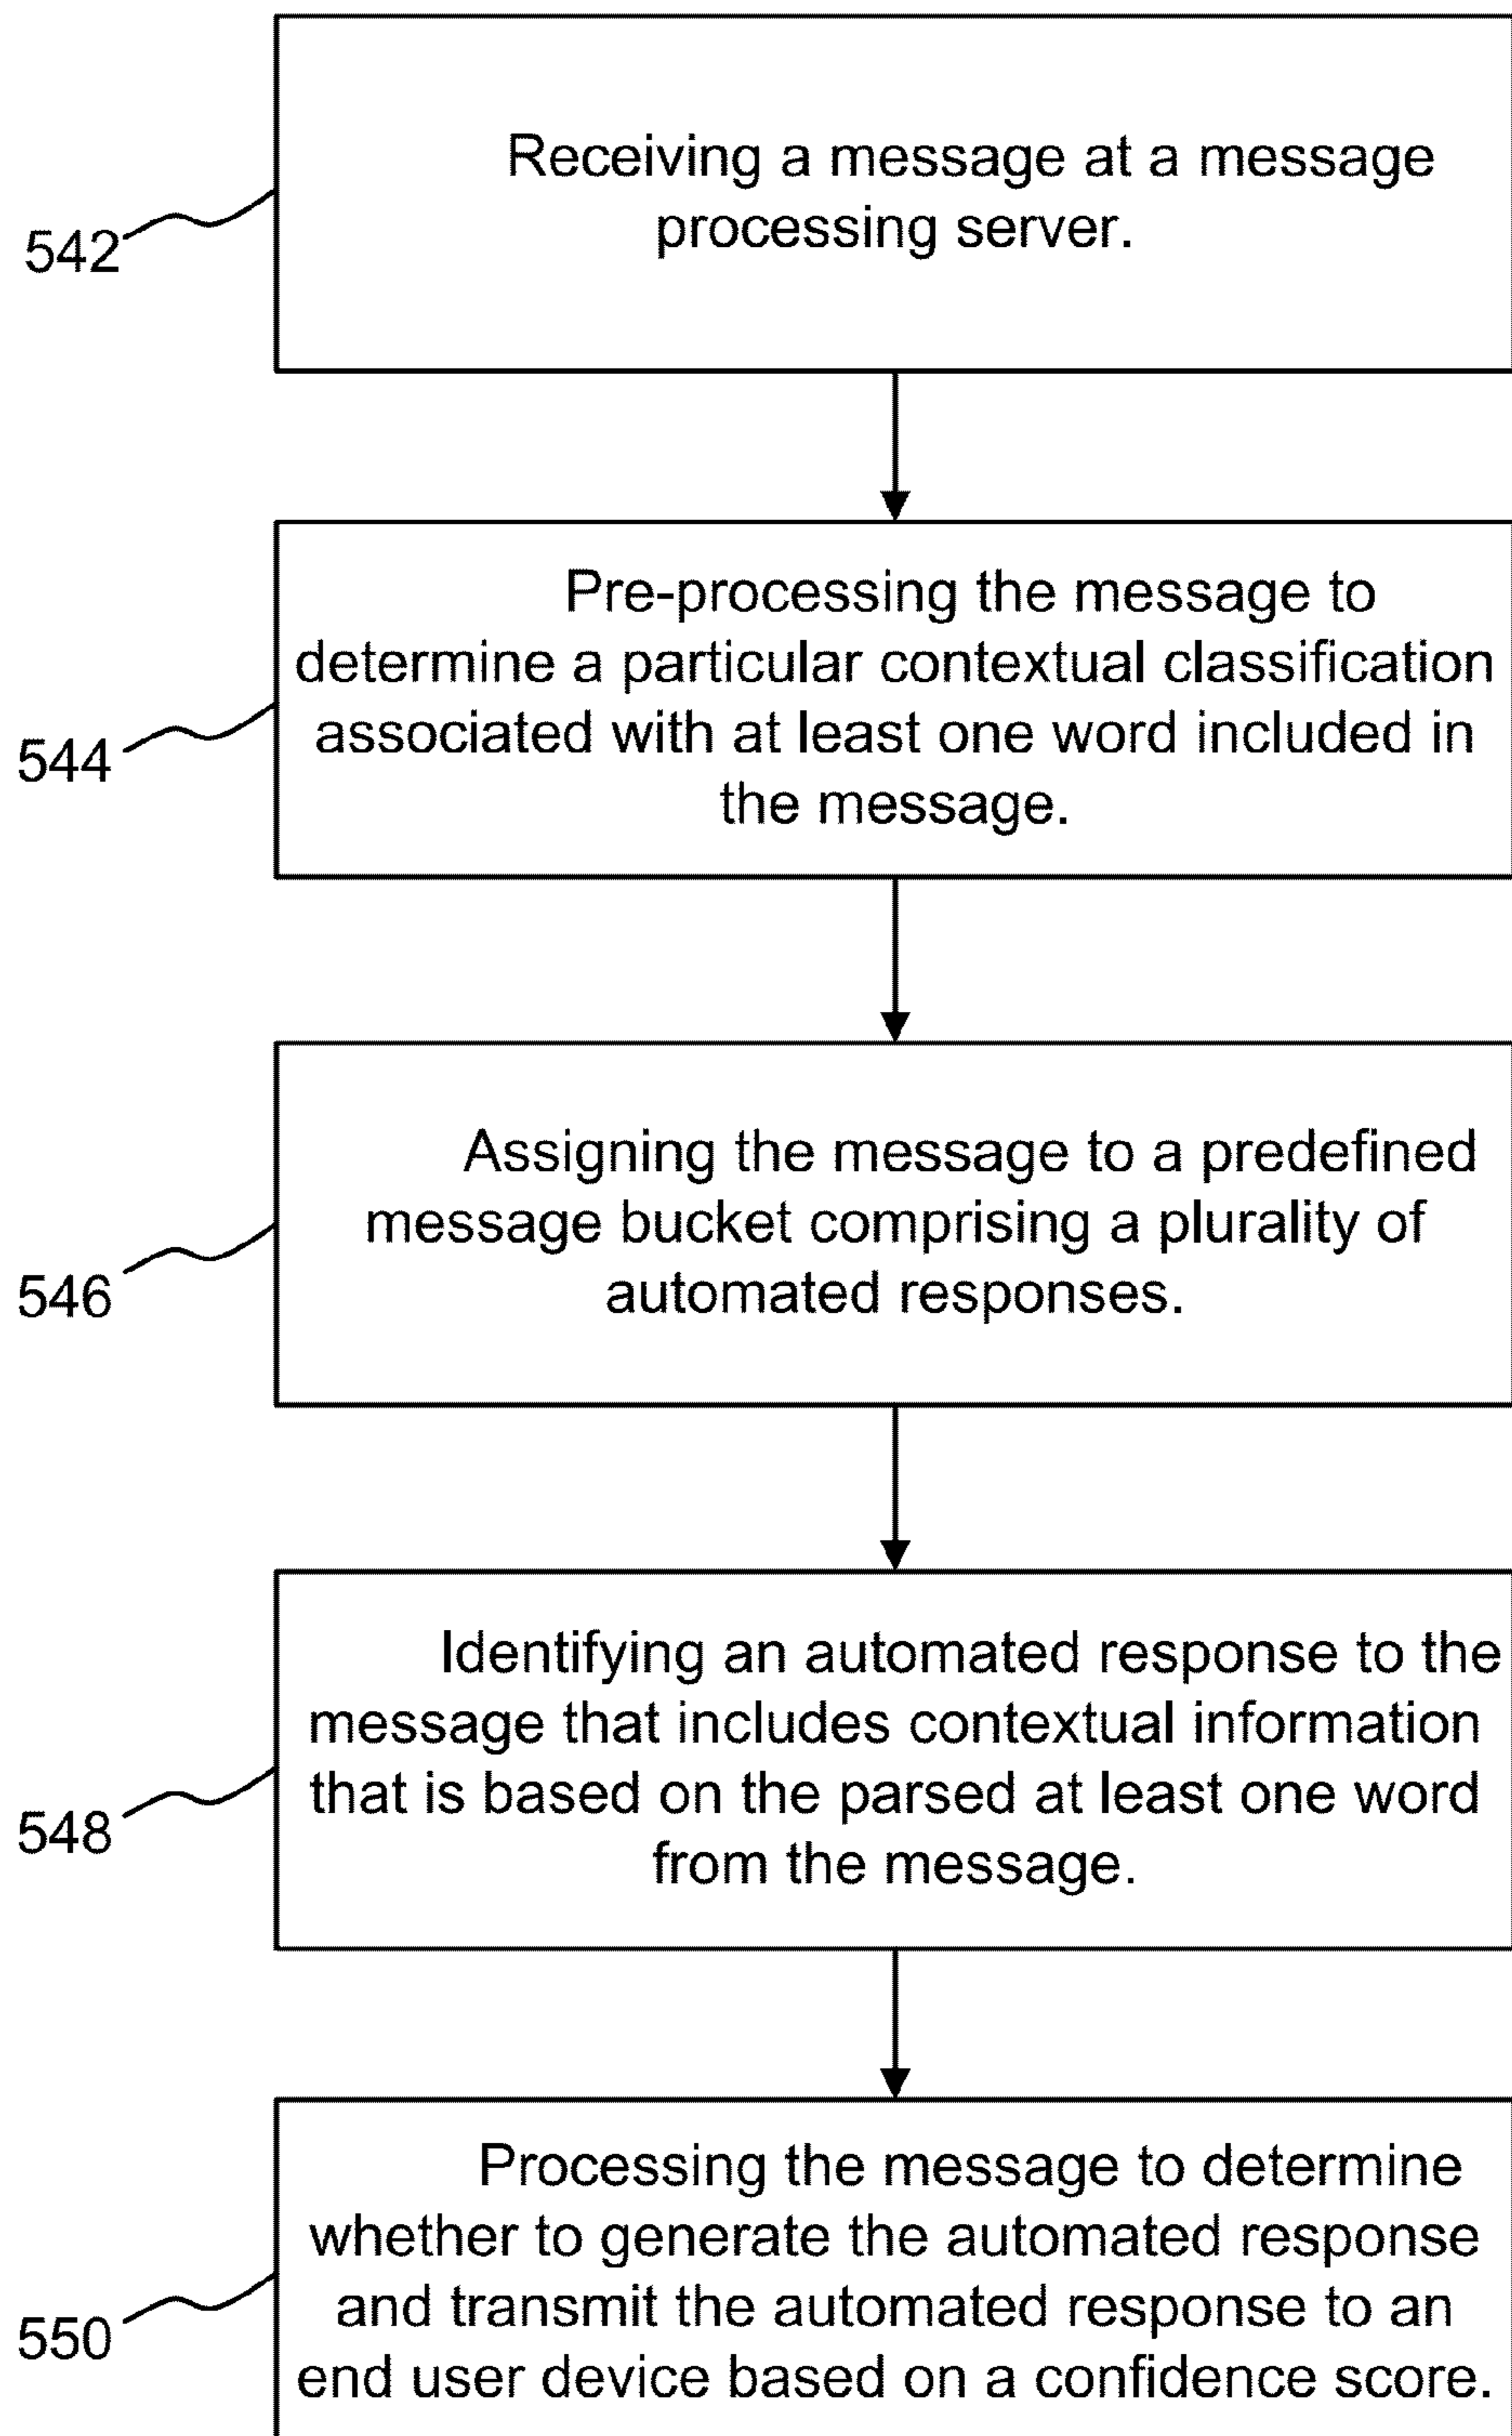 Receiving a message at a message
processing server.
542
Pre-processing the message to
determine a particular contextual classification
associated with at least one word included in
the message.
544
Assigning the message to a predefined
message bucket comprising a plurality of
automated responses.
546
Identifying an automated response to the
message that includes contextual information
that is based on the parsed at least one word
from the message.
548
Processing the message to determine
whether to generate the automated response
and transmit the automated response to an
end user device based on a confidence score.
550